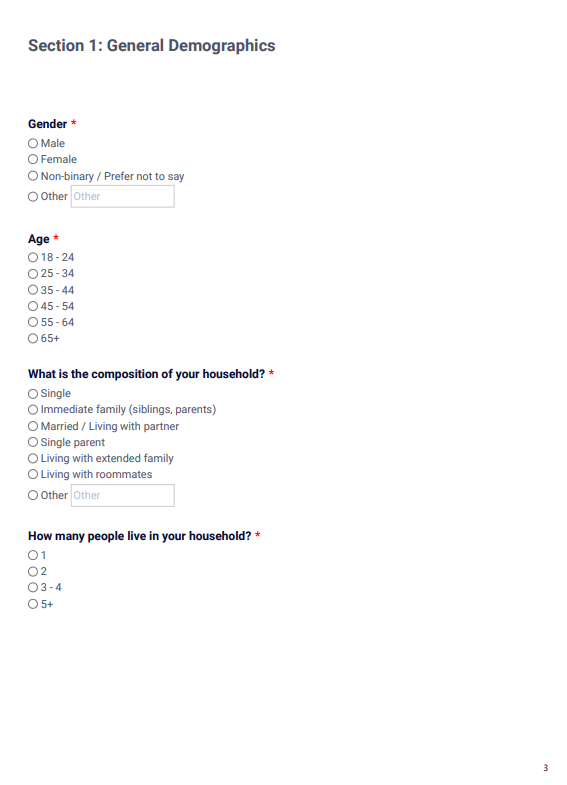 Section 1: General Demographics
Gender *
Male
Female
Non-binary / Prefer not to say
Other Other
Age *
18 - 24
25 - 34
35 - 44
45 - 54
55 - 64
65+
What is the composition of your household? *
Single
Immediate family (siblings, parents)
Married / Living with partner
Single parent
Living with extended family
Living with roommates
Other Other
How many people live in your household? *
1
2
3 - 4
5+
3